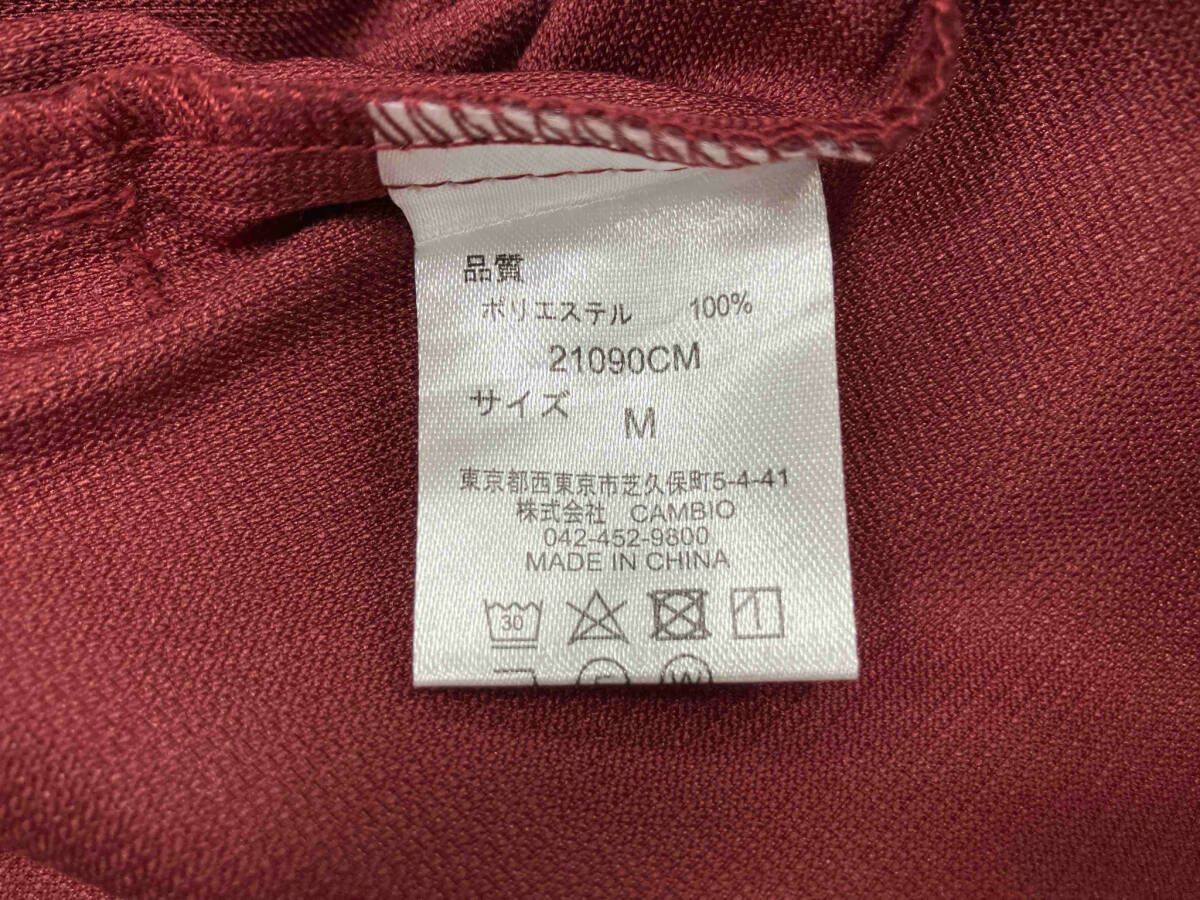 品質
ポリエステル 100%
21090CM
サイズ
M
東京都西東京市芝久保町5-4-41
株式会社 CAMBIO
042-452-9800
MADE IN CHINA
30
W